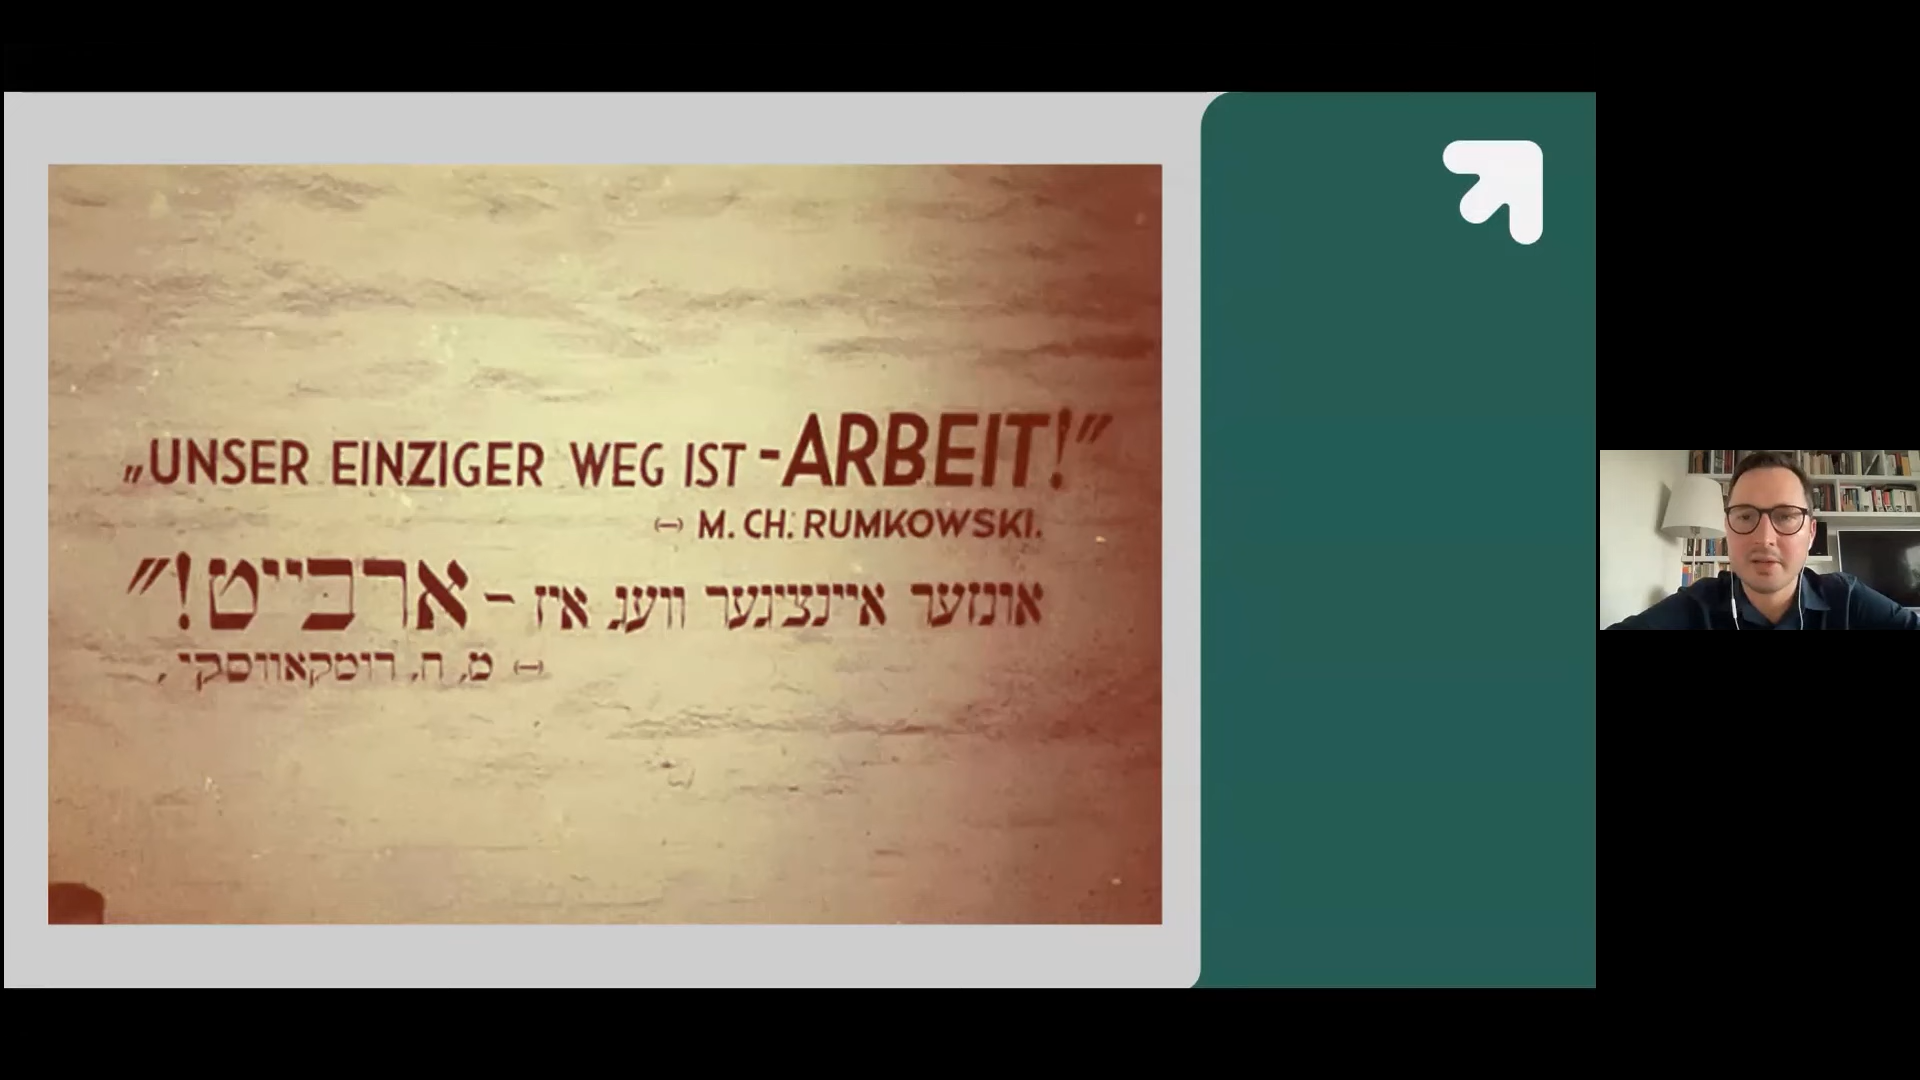 „UNSER EINZIGER WEG IST -ARBEIT!"
(-) M. CH. RUMKOWSKI.
אונזער איינציגער וועג איז - ארבייט!"
(-) מ. ח. רומקאווסקי.